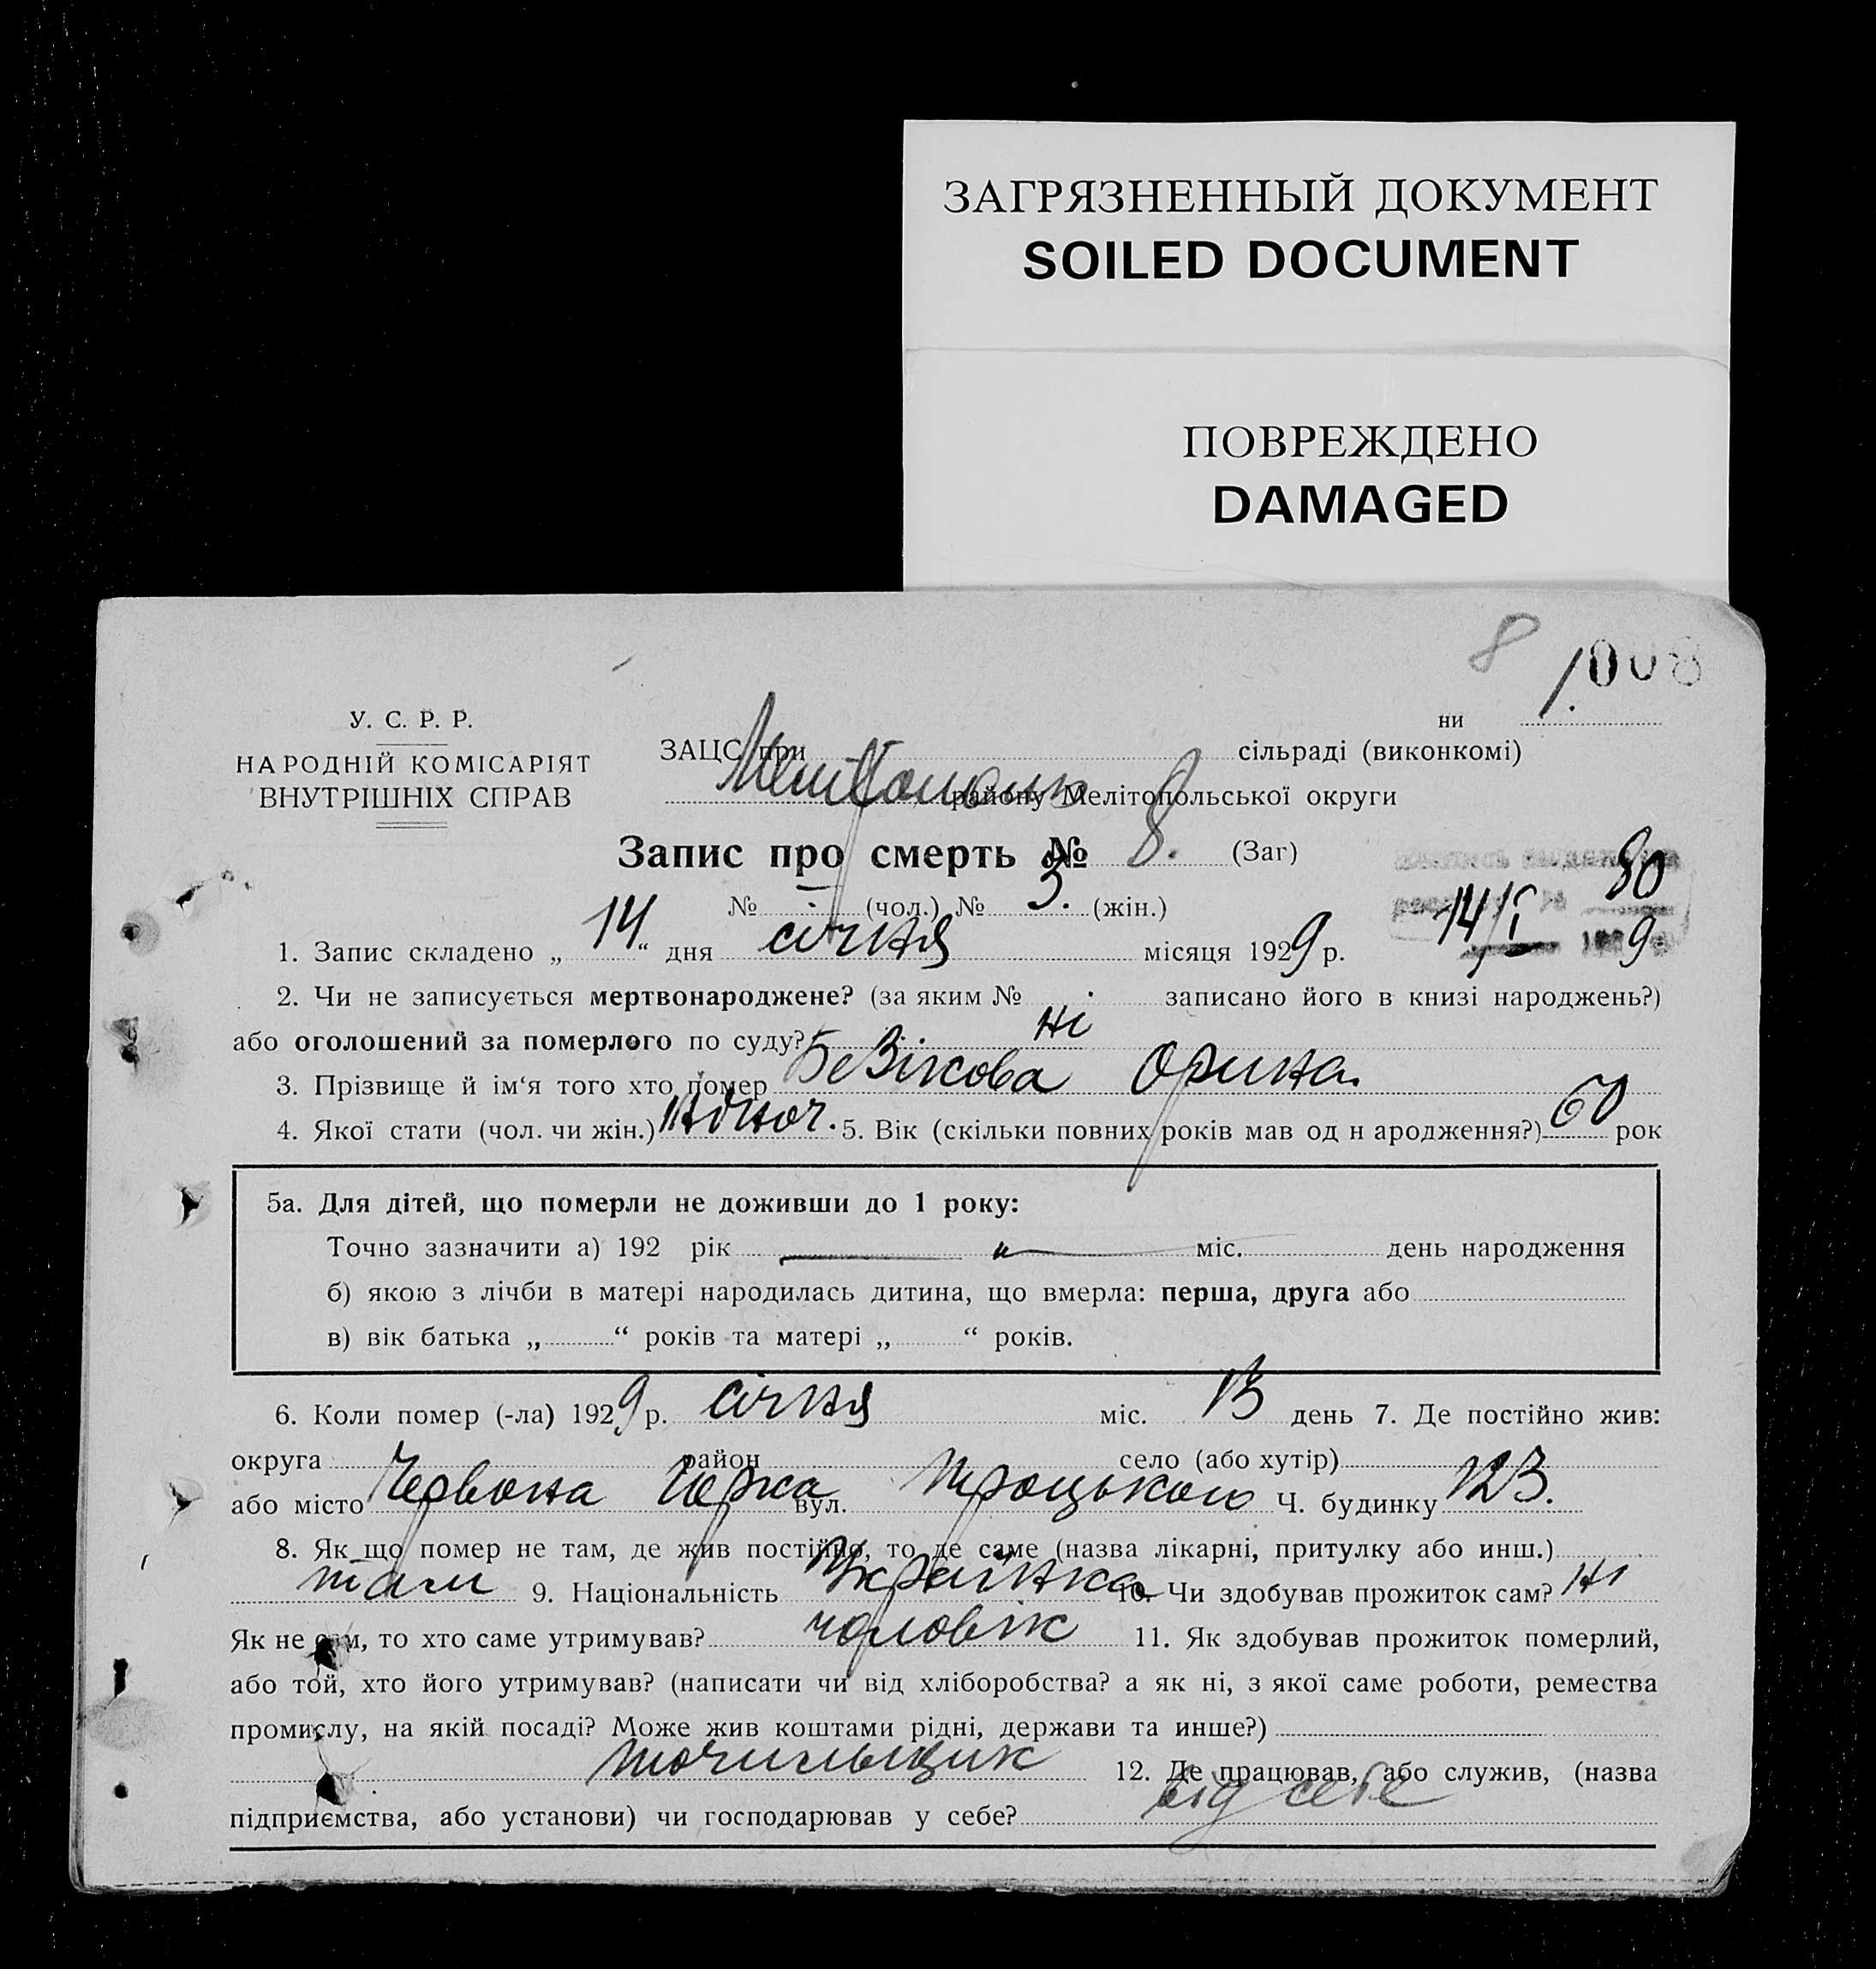 ЗАГРЯЗНЕННЫЙ ДОКУМЕНТ
SOILED DOCUMENT
ПОВРЕЖДЕНО
DAMAGED
8 1. 008
У. С. Р. Р.
НАРОДНІЙ КОМІСАРІЯТ
ВНУТРІШНІХ СПРАВ
ни
ЗАЦС при сільраді (виконкомі)
району Мелітопольської округи
Запис про смерть № 8. (Заг)
№ - (чол.) № 3. (жін.)
80
14/I 9
1. Запис складено „ 14 “ дня січня місяця 1929 р.
2. Чи не записується мертвонароджене? (за яким № записано його в книзі народжень?)
або оголошений за померлого по суду? ні
3. Прізвище й ім‘я того хто помер Бевікова Орина.
4. Якої стати (чол. чи жін.) жіноч. 5. Вік (скільки повних років мав од н ародження?) 60 рок
5а. Для дітей, що померли не доживши до 1 року:
Точно зазначити а) 192 рік міс. день народження
б) якою з лічби в матері народилась дитина, що вмерла: перша, друга або
в) вік батька „ “ років та матері „ “ років.
6. Коли помер (-ла) 1929 р. січня міс. 13 день 7. Де постійно жив:
округа район село (або хутір)
або місто Червона Горка вул. Троцького Ч. будинку 123.
8. Як що помер не там, де жив постійно, то де саме (назва лікарні, притулку або инш.)
там 9. Національність Українка 10. Чи здобував прожиток сам? ні
Як не сам, то хто саме утримував? чоловік 11. Як здобував прожиток померлий,
або той, хто його утримував? (написати чи від хліборобства? а як ні, з якої саме роботи, ремества
промислу, на якій посаді? Може жив коштами рідні, держави та инше?)
точильщик 12. Де працював, або служив, (назва
підприємства, або установи) чи господарював у себе? від себе